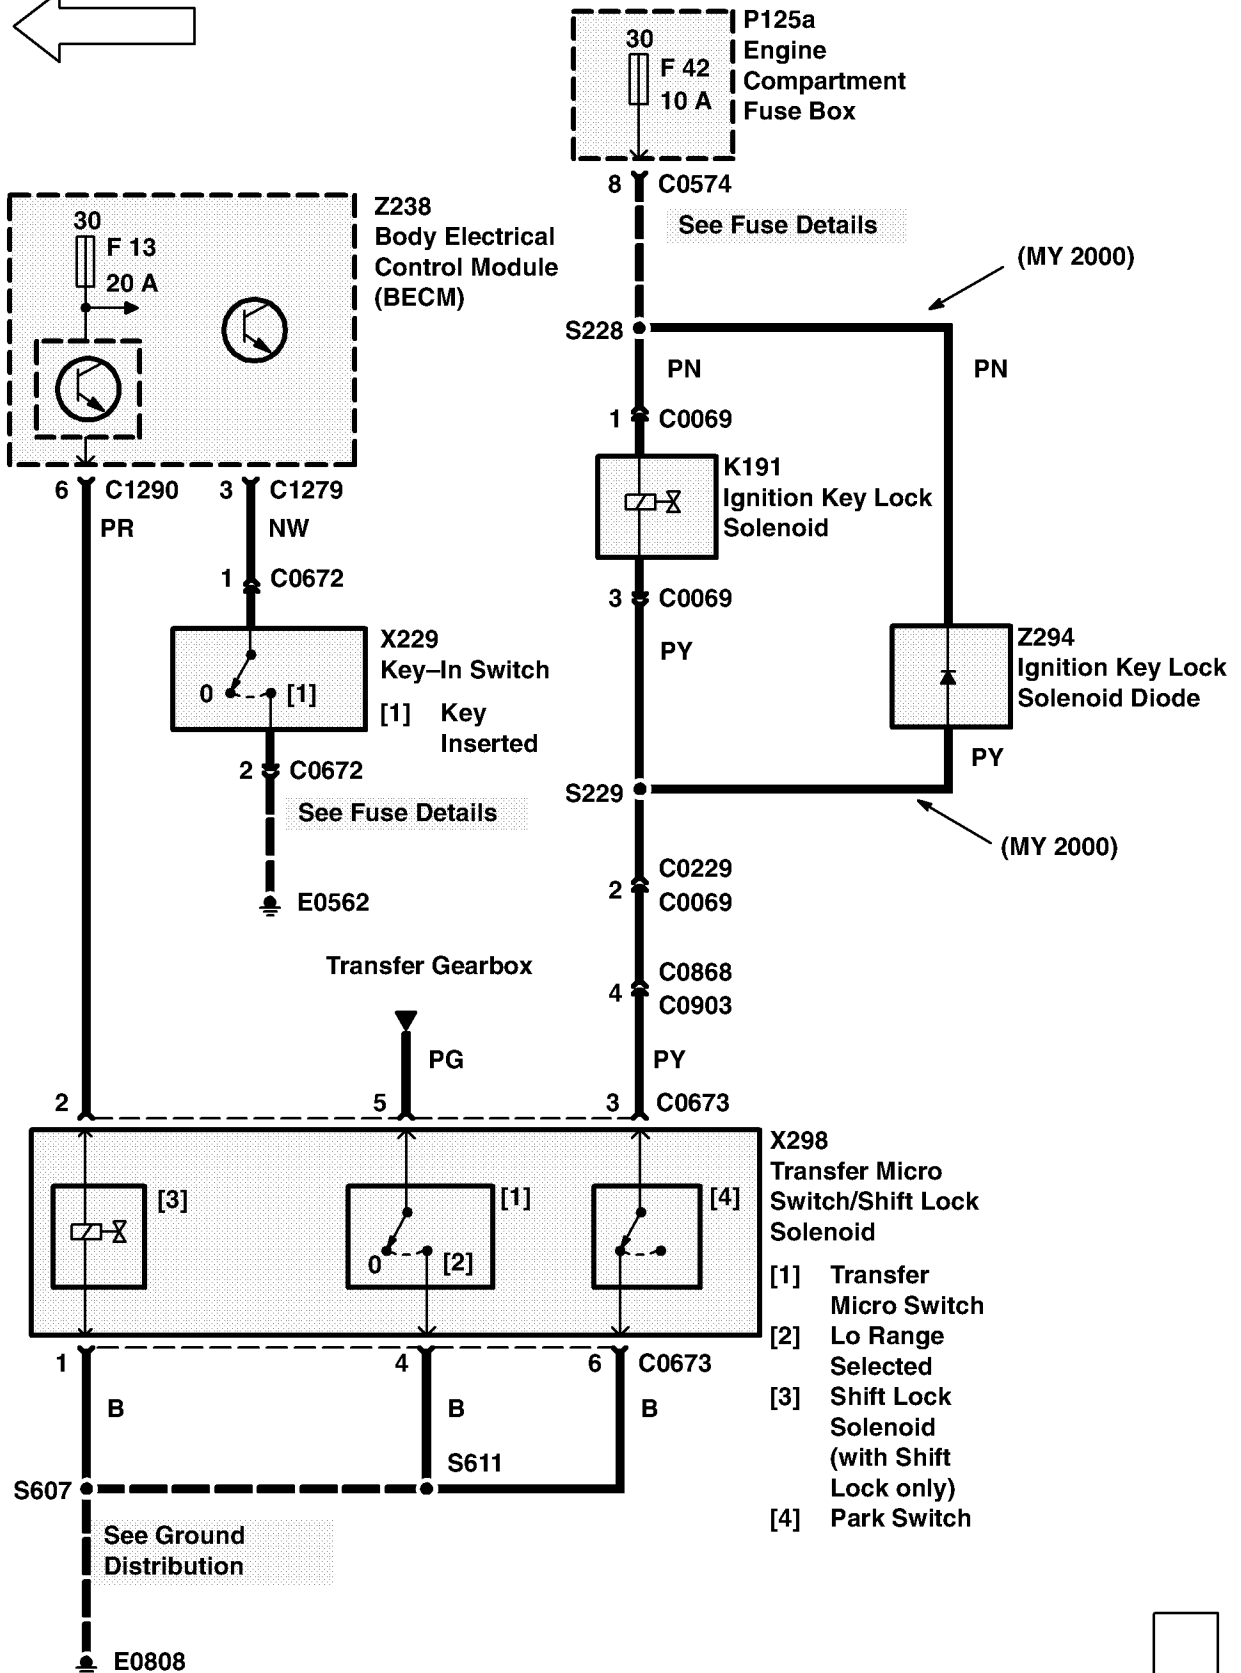 P125a
Engine
Compartment
Fuse Box
30
F 42
10 A
8 C0574
See Fuse Details
Z238
Body Electrical
Control Module
(BECM)
30
F 13
20 A
(MY 2000)
S228
PN
PN
1 C0069
K191
Ignition Key Lock
Solenoid
6 C1290
3 C1279
PR
NW
1 C0672
3 C0069
X229
Key–In Switch
[1] Key
Inserted
0 [1]
PY
Z294
Ignition Key Lock
Solenoid Diode
PY
2 C0672
S229
See Fuse Details
(MY 2000)
E0562
C0229
2
C0069
Transfer Gearbox
C0868
4
C0903
PG
PY
2
5
3 C0673
X298
Transfer Micro
Switch/Shift Lock
Solenoid
[3]
[1]
[4]
0 [2]
[1] Transfer
Micro Switch
[2] Lo Range
Selected
[3] Shift Lock
Solenoid
(with Shift
Lock only)
[4] Park Switch
1
4
6 C0673
B
B
B
S611
S607
See Ground
Distribution
E0808